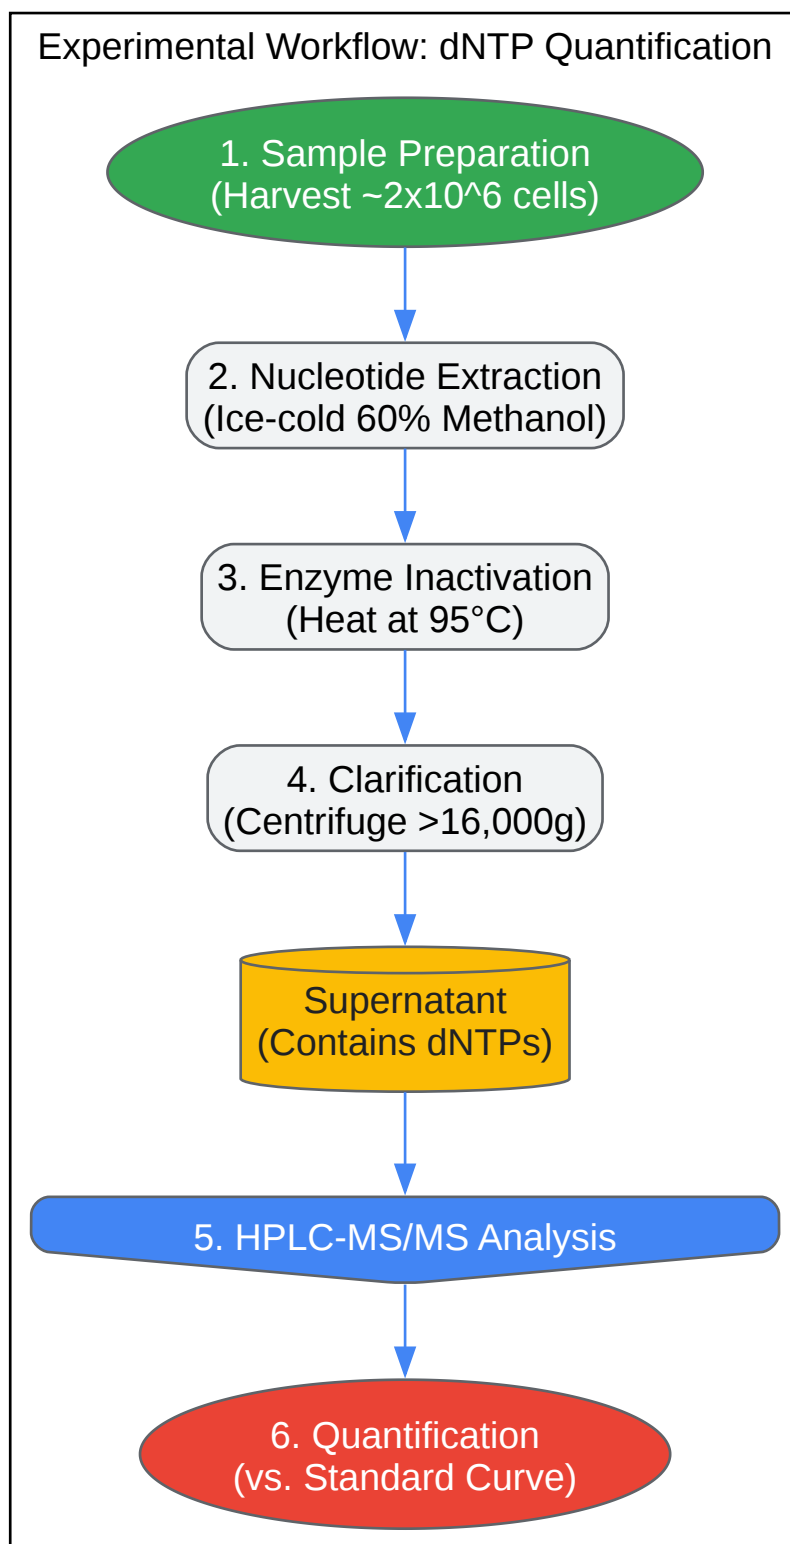 Experimental Workflow: dNTP Quantification
1. Sample Preparation
(Harvest ~2x10^6 cells)
2. Nucleotide Extraction
(Ice-cold 60% Methanol)
3. Enzyme Inactivation
(Heat at 95°C)
4. Clarification
(Centrifuge >16,000g)
Supernatant
(Contains dNTPs)
5. HPLC-MS/MS Analysis
6. Quantification
(vs. Standard Curve)